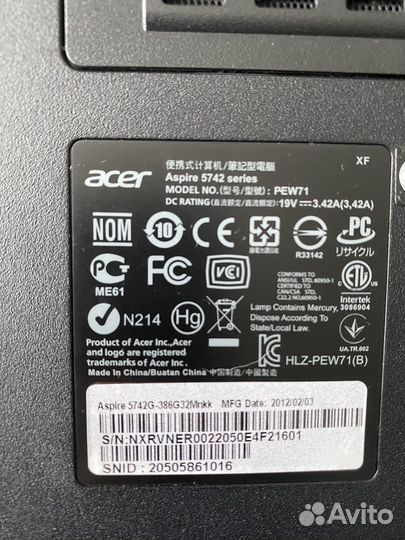 XF
acer
便携式计算机/筆記型電腦
Aspire 5742 series
MODEL NO.(型号/型號): PEW71
DC RATING(直流額定/直流额定): 19V⎓3.42A(3,42A)
NOM
10
R33142
PC
リサイクル
ME61
FC
VCI
CONFORMS TO
ANSI/UL STD. 60950-1
CERTIFIED TO
CAN/CSA STD.
C22.2 NO.60950-1
C US
Intertek
3086904
N214
Hg
Lamp Contains Mercury,
Dispose According to
State/Local Law.
UA.TR.002
Product of Acer Inc., Acer
and logó are registered
trademarks of Acer Inc.
Made in China/Buatan China 中国制造/中國製造
HLZ-PEW71(B)
Aspire 5742G-386G32Mnkk MFG Date: 2012/02/03
S/N:NXRVNER0022050E4F21601
SNID : 20505861016
Avito